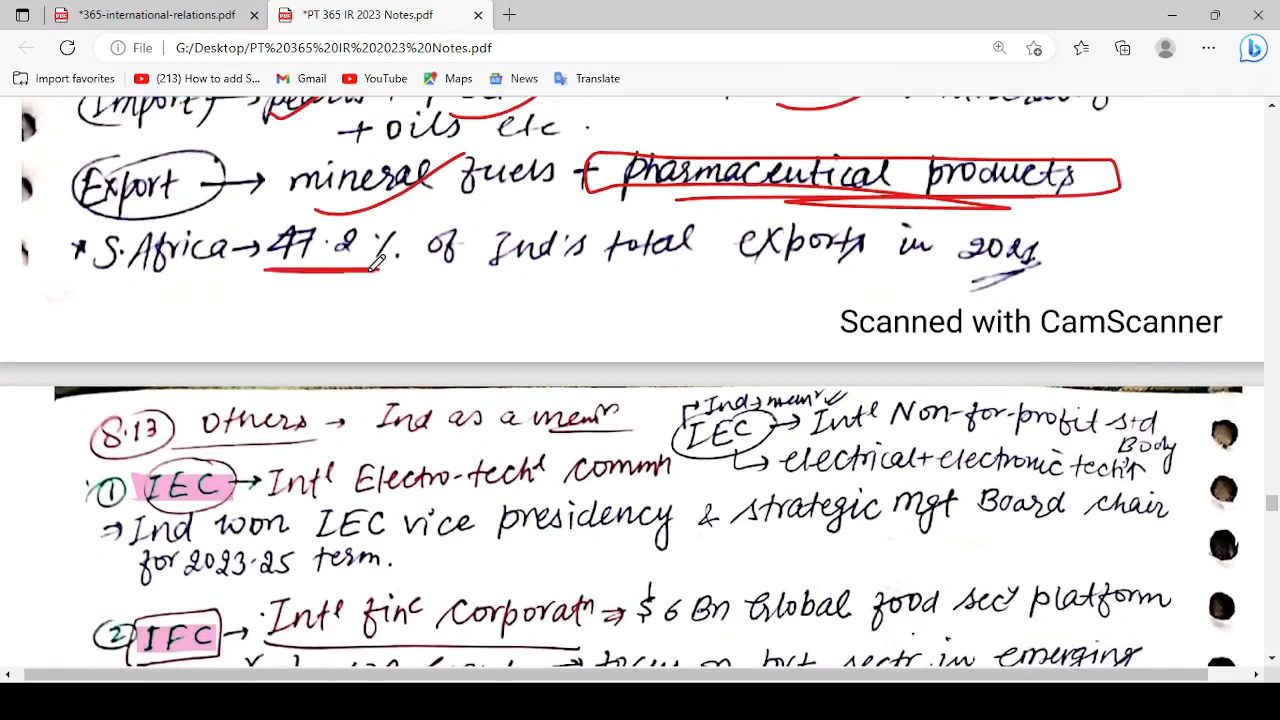 *365-international-relations.pdf
*PT 365 IR 2023 Notes.pdf
File
G:/Desktop/PT%20365%20IR%202023%20Notes.pdf
Import favorites
(213) How to add S...
Gmail
YouTube
Maps
News
Translate
Import
+ oils etc.
Export → mineral fuels + pharmaceutical products
* S. Africa → 47.2 % of Ind's total exports in 2021
Scanned with CamScanner
8.13 Others → Ind as a memr
→ Ind → memr
IEC → Intl Non-for-profit std Body
↳ electrical + electronic
① IEC → Intl Electro-techl
⇒ Ind won IEC vice presidency & strategic Mgt Board chair
for 2023-25 term.
② IFC → Intl finc Corporatn → $ 6 Bn Global food secy platform
emerging